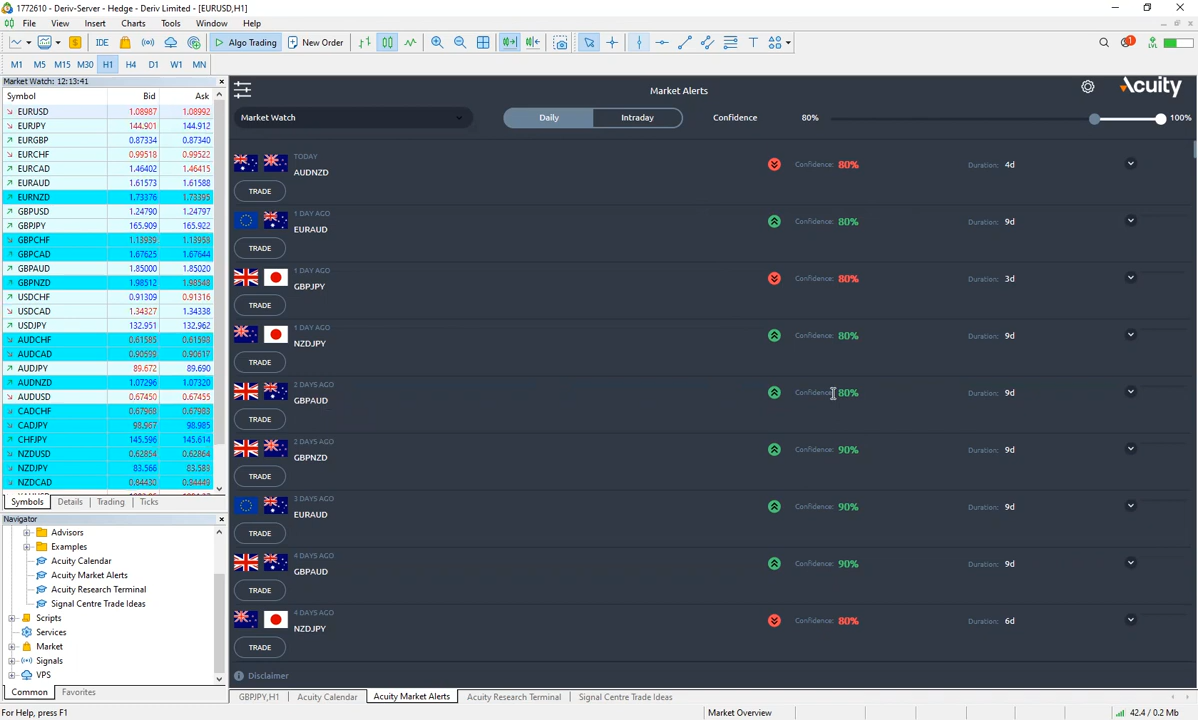 1772610 - Deriv-Server - Hedge - Deriv Limited - [EURUSD,H1]
File View Insert Charts Tools Window Help
IDE Algo Trading New Order 1 LVL
M1 M5 M15 M30 H1 H4 D1 W1 MN
Market Watch: 12:13:41
Symbol Bid Ask
EURUSD 1.08987 1.08992
EURJPY 144.901 144.912
EURGBP 0.87334 0.87340
EURCHF 0.99518 0.99522
EURCAD 1.46402 1.46415
EURAUD 1.61573 1.61588
EURNZD 1.73376 1.73395
GBPUSD 1.24790 1.24797
GBPJPY 165.909 165.922
GBPCHF 1.13939 1.13958
GBPCAD 1.67625 1.67644
GBPAUD 1.85000 1.85020
GBPNZD 1.98512 1.98548
USDCHF 0.91309 0.91316
USDCAD 1.34327 1.34338
USDJPY 132.951 132.962
AUDCHF 0.61585 0.61598
AUDCAD 0.90599 0.90617
AUDJPY 89.672 89.690
AUDNZD 1.07296 1.07320
AUDUSD 0.67450 0.67455
CADCHF 0.67968 0.67983
CADJPY 98.967 98.985
CHFJPY 145.596 145.614
NZDUSD 0.62854 0.62864
NZDJPY 83.566 83.583
NZDCAD 0.84430 0.84449
Symbols Details Trading Ticks
Navigator
Advisors
Examples
Acuity Calendar
Acuity Market Alerts
Acuity Research Terminal
Signal Centre Trade Ideas
Scripts
Services
Market
Signals
VPS
Common Favorites
Market Alerts
Acuity
Market Watch Daily Intraday Confidence 80% 100%
TODAY
AUDNZD Confidence: 80% Duration: 4d
TRADE
1 DAY AGO
EURAUD Confidence: 80% Duration: 9d
TRADE
1 DAY AGO
GBPJPY Confidence: 80% Duration: 3d
TRADE
1 DAY AGO
NZDJPY Confidence: 80% Duration: 9d
TRADE
2 DAYS AGO
GBPAUD Confidence: 80% Duration: 9d
TRADE
2 DAYS AGO
GBPNZD Confidence: 90% Duration: 9d
TRADE
3 DAYS AGO
EURAUD Confidence: 90% Duration: 9d
TRADE
4 DAYS AGO
GBPAUD Confidence: 90% Duration: 9d
TRADE
4 DAYS AGO
NZDJPY Confidence: 80% Duration: 6d
TRADE
Disclaimer
GBPJPY,H1 Acuity Calendar Acuity Market Alerts Acuity Research Terminal Signal Centre Trade Ideas
For Help, press F1 Market Overview 42.4 / 0.2 Mb